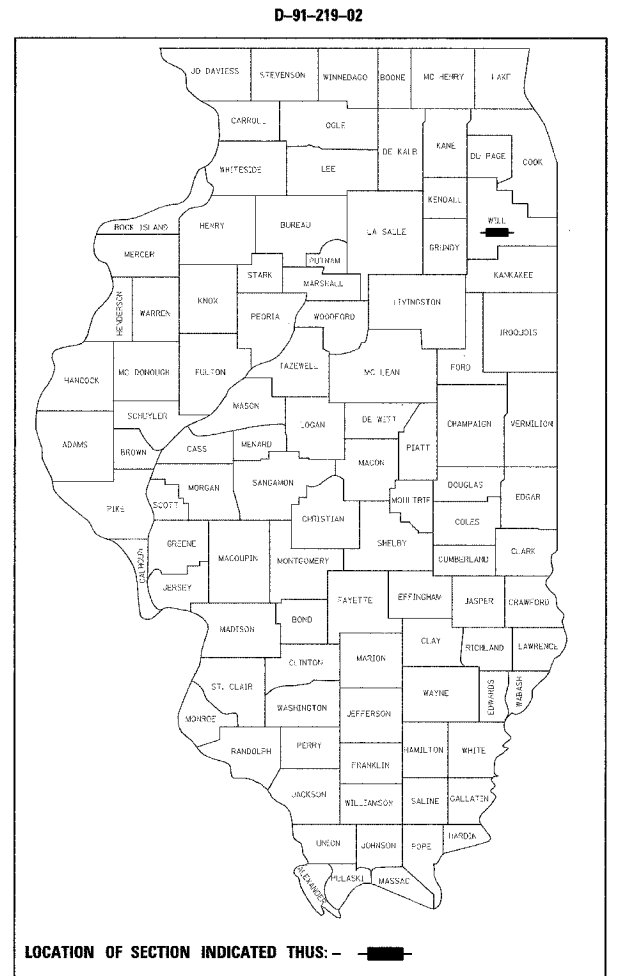 D-91-219-02
JO DAVIESS STEVENSON WINNEBAGO BOONE MC HENRY LAKE
CARROLL OGLE DE KALB KANE DU PAGE COOK
WHITESIDE LEE KENDALL WILL
ROCK ISLAND HENRY BUREAU LA SALLE GRUNDY
MERCER PUTNAM KANKAKEE
STARK MARSHALL
HENDERSON WARREN KNOX PEORIA WOODFORD LIVINGSTON IROQUOIS
HANCOCK MC DONOUGH FULTON TAZEWELL MC LEAN FORD
SCHUYLER MASON LOGAN DE WITT CHAMPAIGN VERMILION
ADAMS BROWN CASS MENARD MACON PIATT
PIKE SCOTT MORGAN SANGAMON MOULTRIE DOUGLAS EDGAR
CHRISTIAN COLES
GREENE MACOUPIN MONTGOMERY SHELBY CUMBERLAND CLARK
CALHOUN JERSEY FAYETTE EFFINGHAM JASPER CRAWFORD
MADISON BOND CLAY RICHLAND LAWRENCE
CLINTON MARION
ST. CLAIR WAYNE EDWARDS WABASH
MONROE WASHINGTON JEFFERSON
RANDOLPH PERRY HAMILTON WHITE
FRANKLIN
JACKSON WILLIAMSON SALINE GALLATIN
UNION JOHNSON POPE HARDIN
ALEXANDER PULASKI MASSAC
LOCATION OF SECTION INDICATED THUS: -